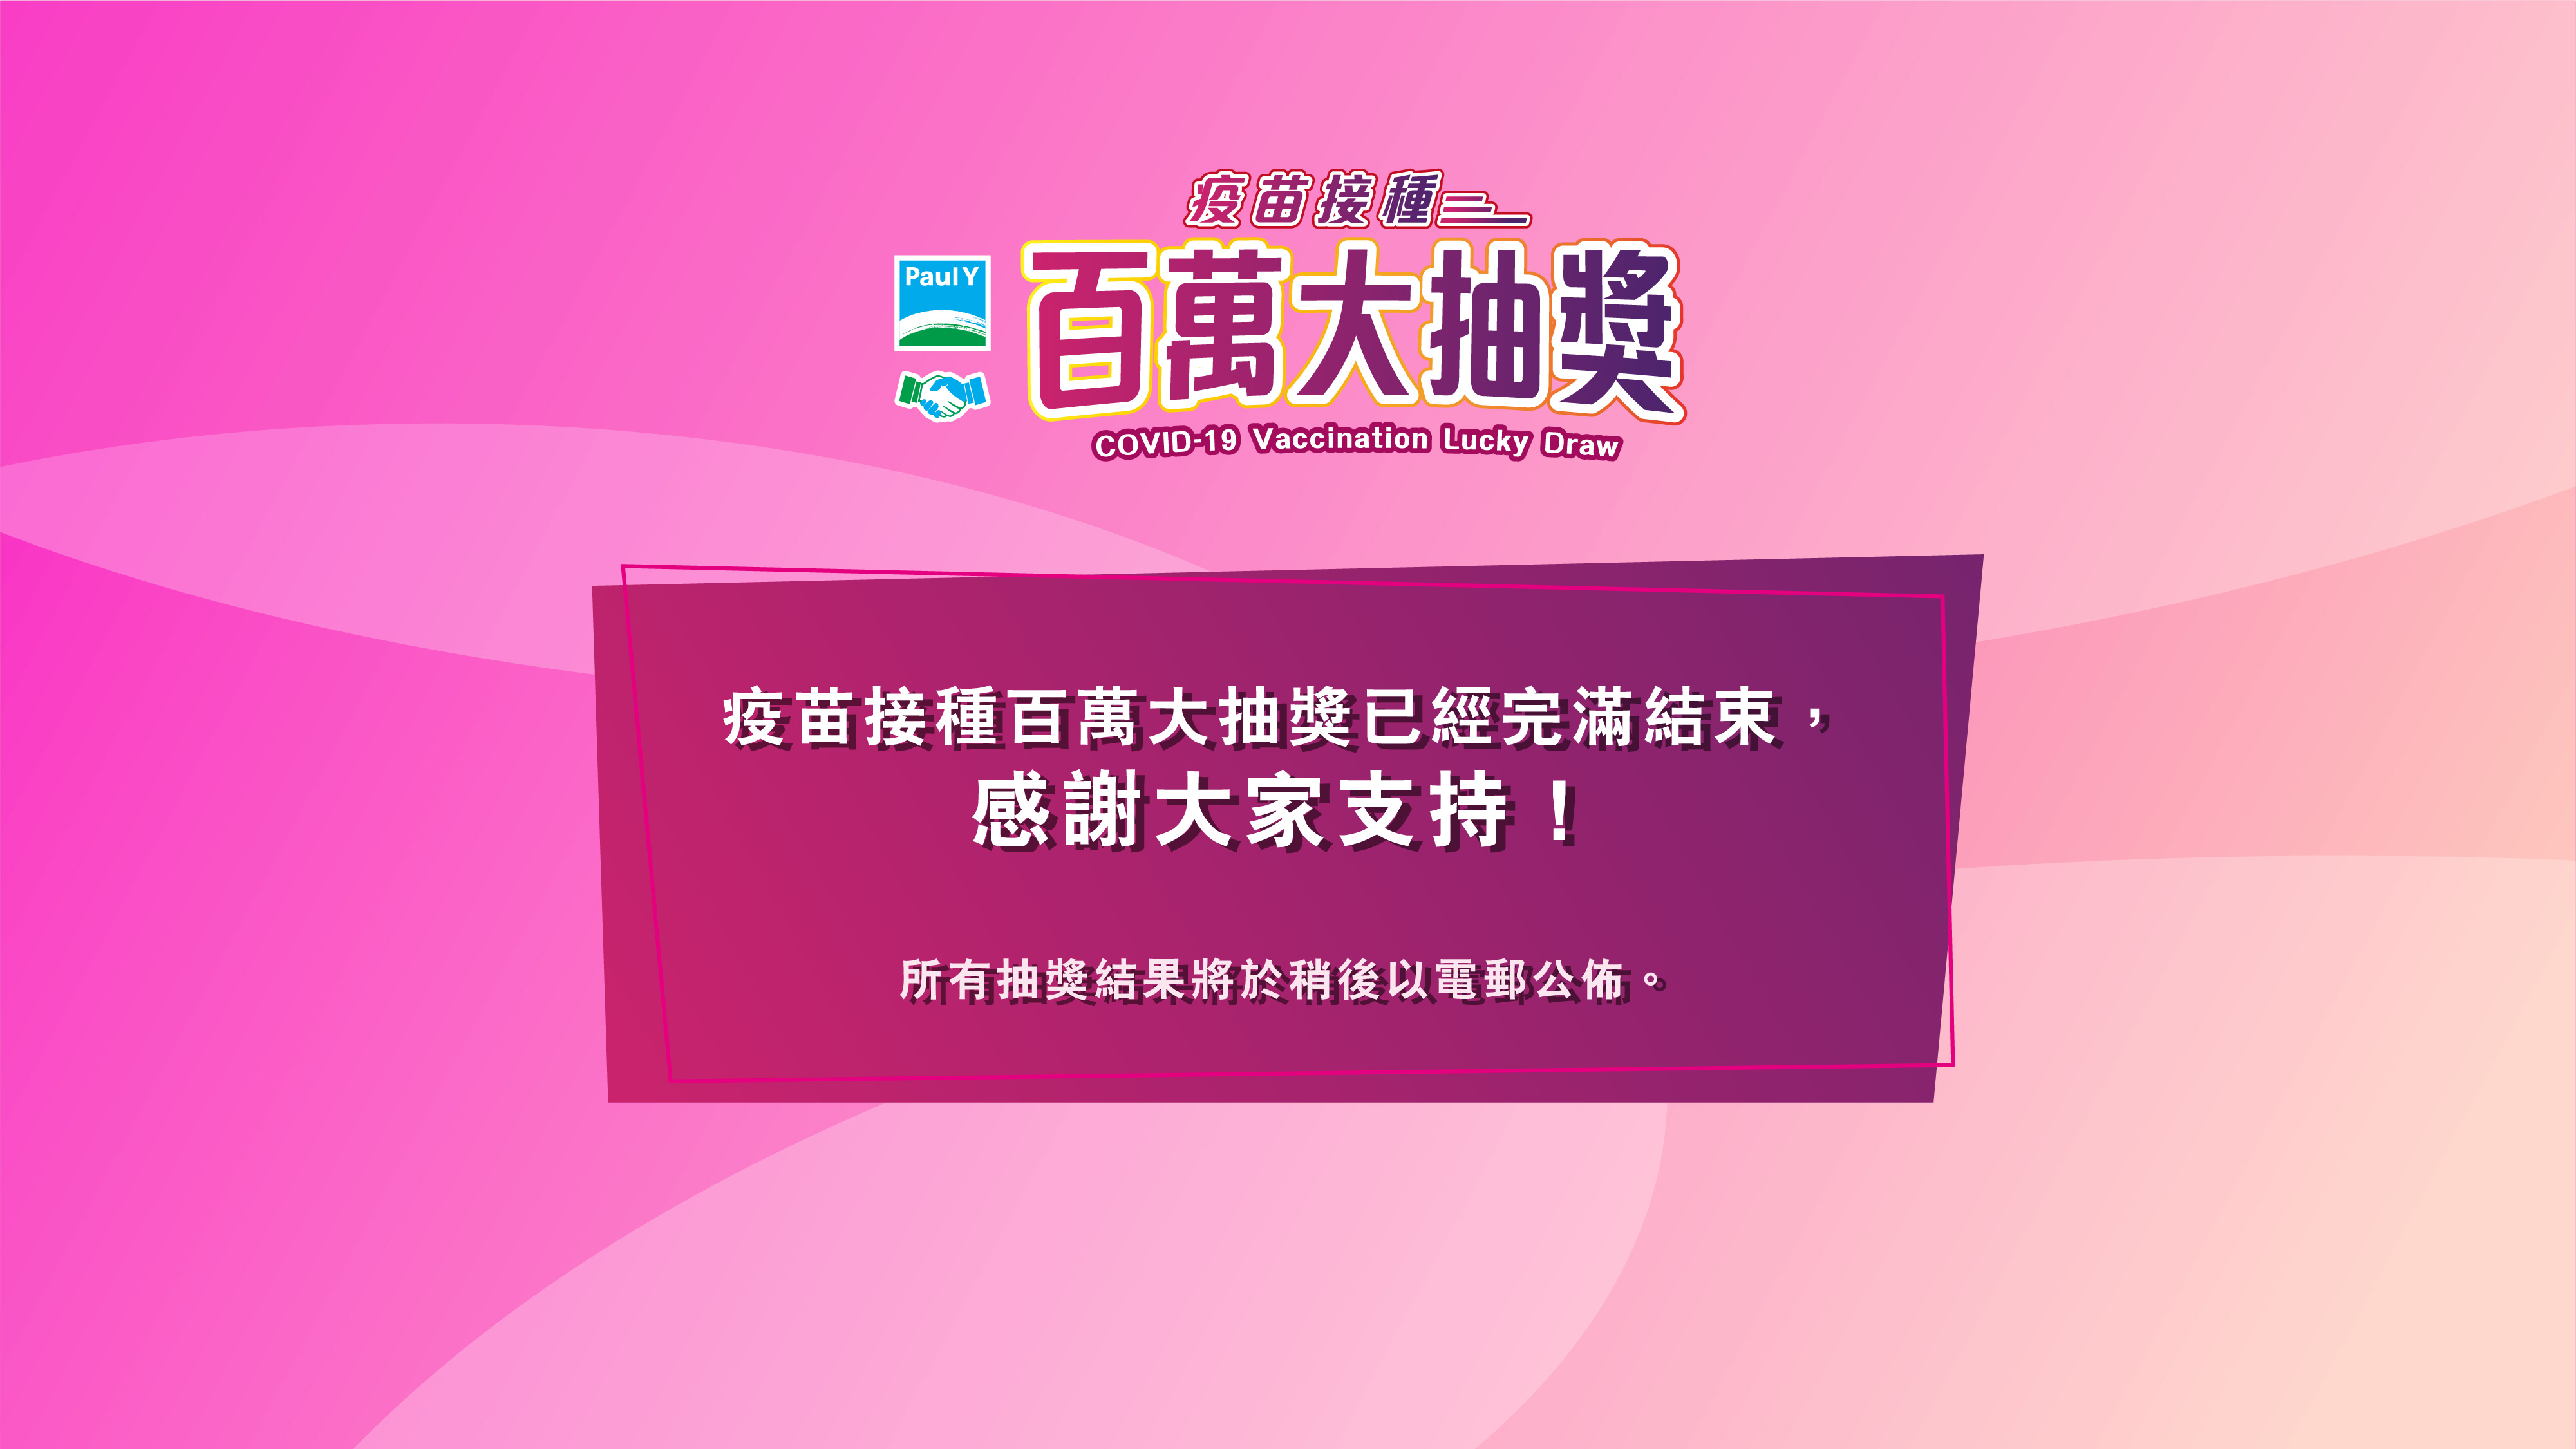 疫苗接種
Paul Y
百萬大抽獎
COVID-19 Vaccination Lucky Draw
疫苗接種百萬大抽獎已經完滿結束，
感謝大家支持！
所有抽獎結果將於稍後以電郵公佈。